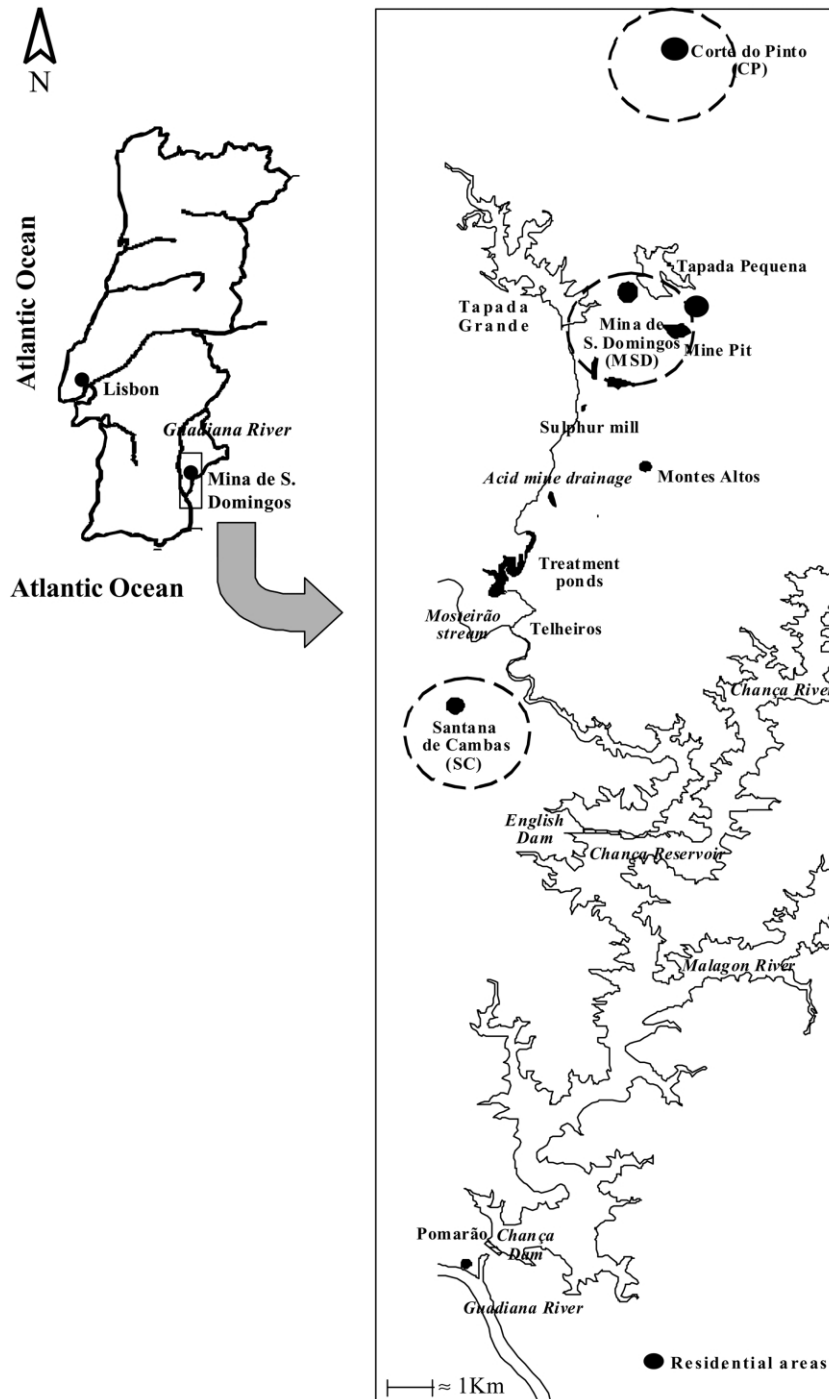 N
Atlantic Ocean
Lisbon
Guadiana River
Mina de S.
Domingos
Atlantic Ocean
Corte do Pinto
(CP)
Tapada Pequena
Tapada
Grande
Mina de
S. Domingos
(MSD)
Mine Pit
Sulphur mill
Acid mine drainage
Montes Altos
Treatment
ponds
Mosteirão
stream
Telheiros
Chança River
Santana
de Cambas
(SC)
English
Dam
Chança Reservoir
Malagon River
Pomarão
Chança
Dam
Guadiana River
Residential areas
≈ 1Km